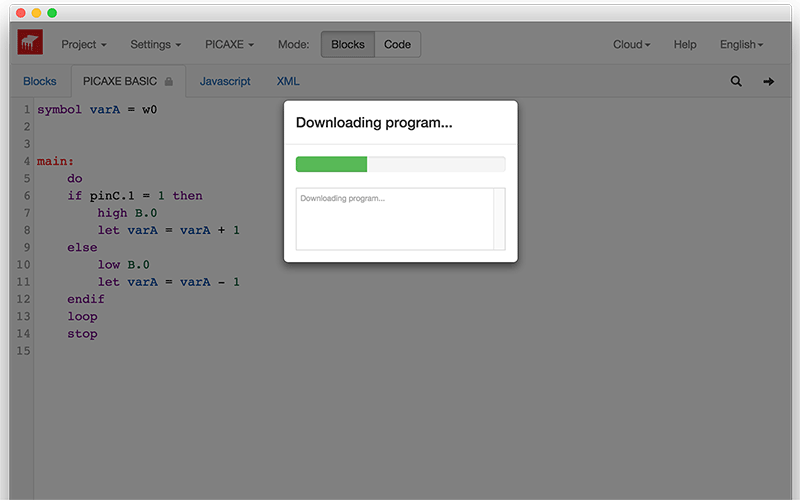 Project Settings PICAXE Mode: Blocks Code Cloud Help English
Blocks PICAXE BASIC Javascript XML
Downloading program...
Downloading program...
1 symbol varA = w0
2
3
4 main:
5 do
6 if pinC.1 = 1 then
7 high B.0
8 let varA = varA + 1
9 else
10 low B.0
11 let varA = varA - 1
12 endif
13 loop
14 stop
15